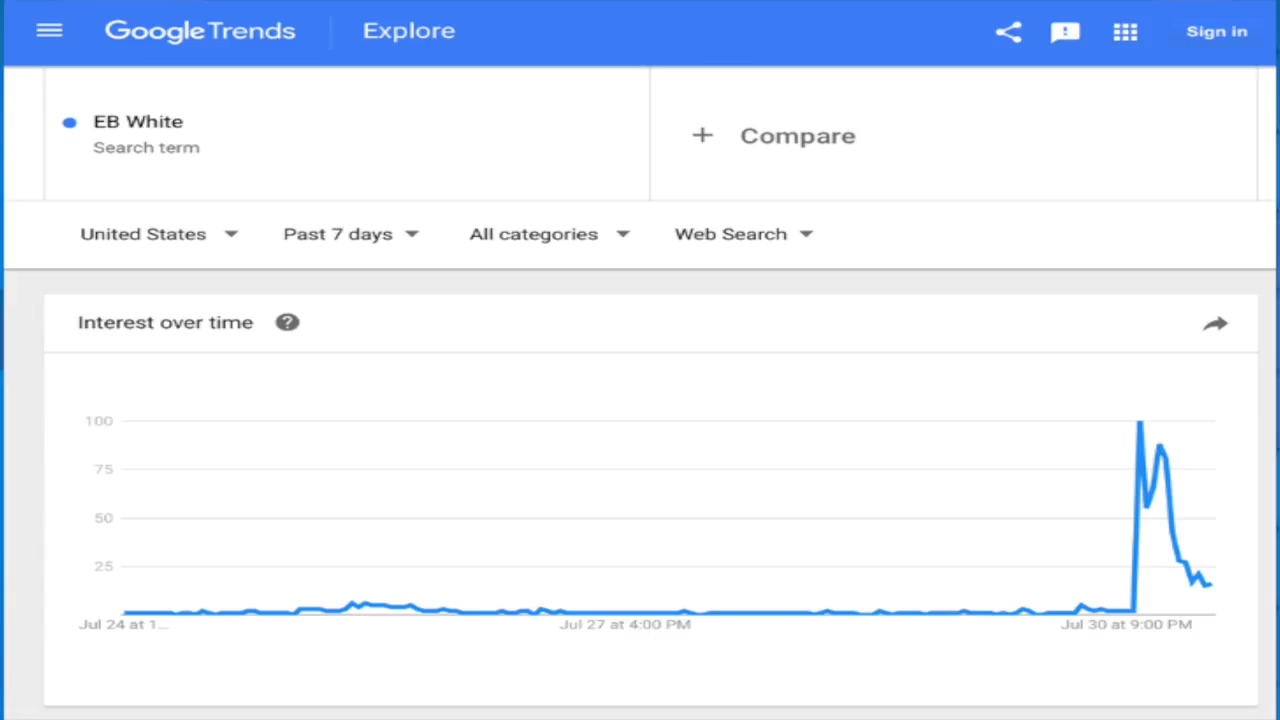 Google Trends Explore Sign in
EB White
Search term
+ Compare
United States Past 7 days All categories Web Search
Interest over time ?
100
75
50
25
Jul 24 at 1... Jul 27 at 4:00 PM Jul 30 at 9:00 PM